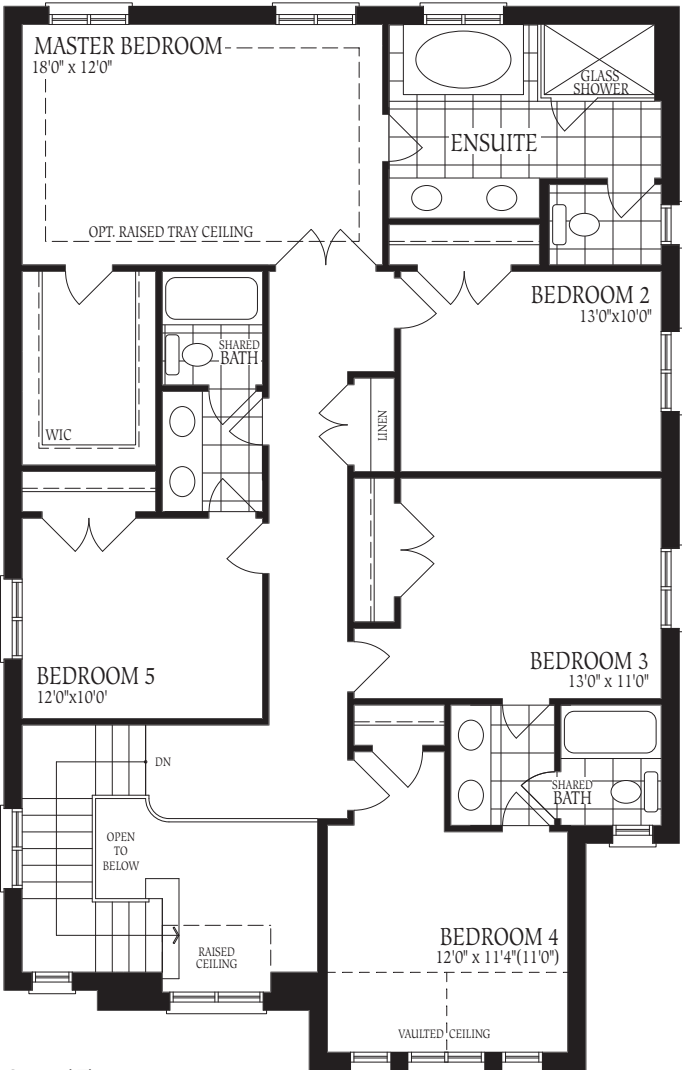 MASTER BEDROOM
18'0" x 12'0"
OPT. RAISED TRAY CEILING
GLASS
SHOWER
ENSUITE
BEDROOM 2
13'0"x10'0"
SHARED
BATH
LINEN
WIC
BEDROOM 5
12'0"x10'0'
BEDROOM 3
13'0" x 11'0"
DN
SHARED
BATH
OPEN
TO
BELOW
RAISED
CEILING
BEDROOM 4
12'0" x 11'4"(11'0")
VAULTED CEILING